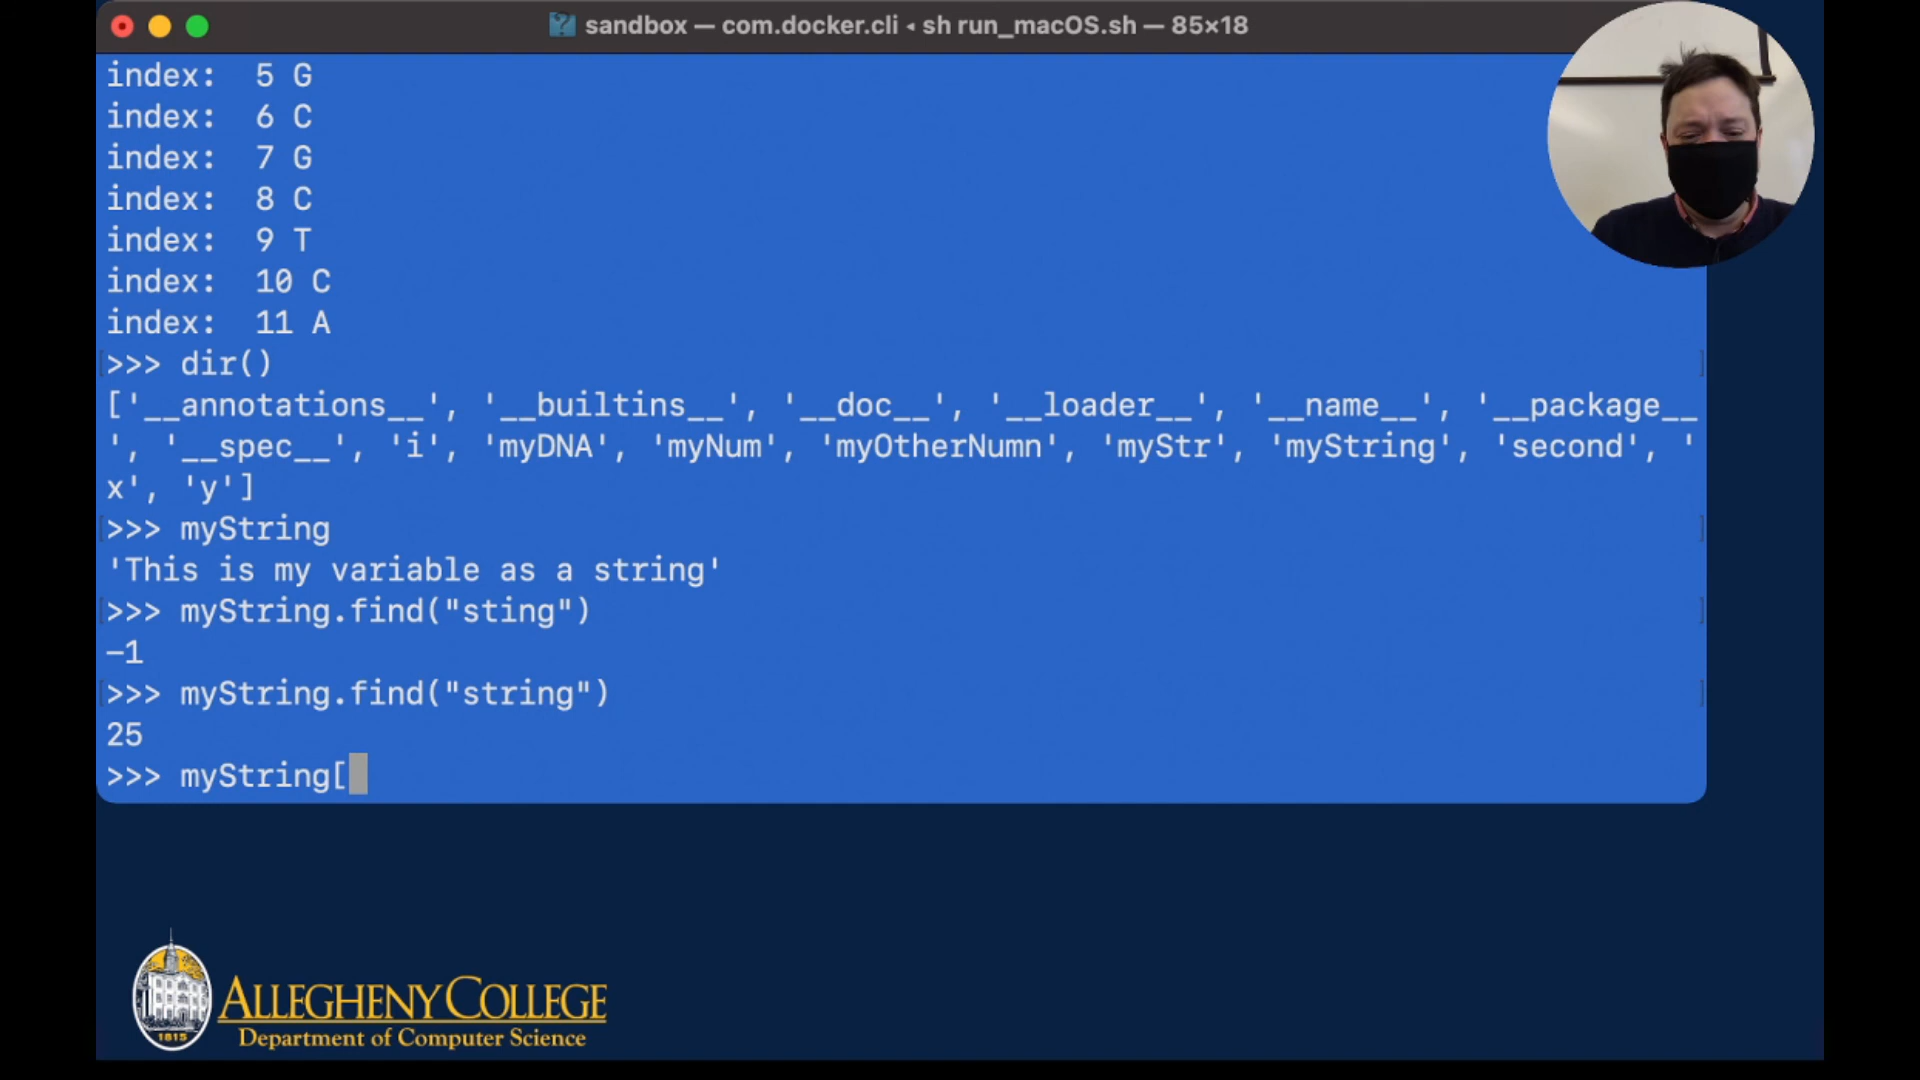 sandbox — com.docker.cli ◂ sh run_macOS.sh — 85×18
index:  5 G
index:  6 C
index:  7 G
index:  8 C
index:  9 T
index:  10 C
index:  11 A
>>> dir()
['__annotations__', '__builtins__', '__doc__', '__loader__', '__name__', '__package__
', '__spec__', 'i', 'myDNA', 'myNum', 'myOtherNumn', 'myStr', 'myString', 'second', '
x', 'y']
>>> myString
'This is my variable as a string'
>>> myString.find("sting")
-1
>>> myString.find("string")
25
>>> myString[
1815
ALLEGHENY COLLEGE
Department of Computer Science